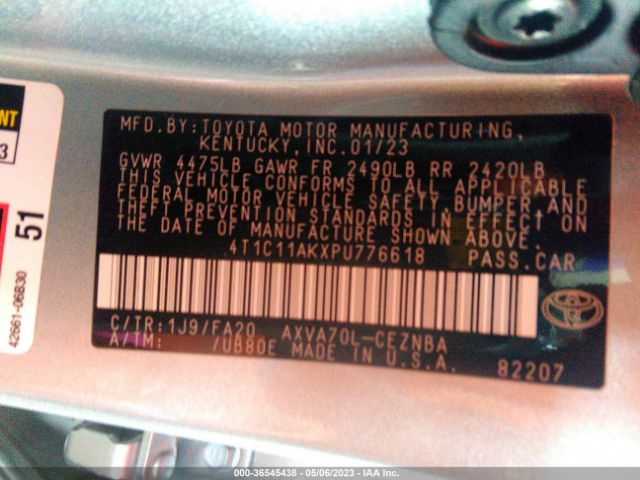 MFD.BY:TOYOTA MOTOR MANUFACTURING,
KENTUCKY,INC.01/23
GVWR 4475LB GAWR FR 2490LB RR 2420LB
THIS VEHICLE CONFORMS TO ALL APPLICABLE
FEDERAL MOTOR VEHICLE SAFETY,BUMPER,AND
THEFT PREVENTION STANDARDS IN EFFECT ON
THE DATE OF MANUFACTURE SHOWN ABOVE.
4T1C11AKXPU776618 PASS.CAR
C/TR:1J9/FA20 AXVA70L-CEZNBA
A/TM: /UB80E MADE IN U.S.A.
82207
51
42661-06B30
000-36545438 - 05/06/2023 - IAA Inc.